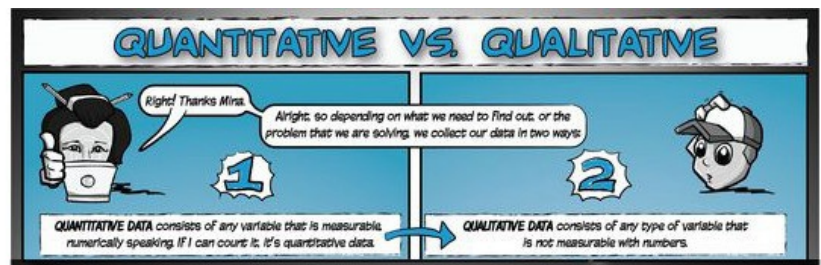 QUANTITATIVE VS. QUALITATIVE
Right! Thanks Mina.
Alright, so depending on what we need to find out, or the
problem that we are solving, we collect our data in two ways:
1
2
QUANTITATIVE DATA consists of any variable that is measurable,
numerically speaking. If I can count it, it's quantitative data.
QUALITATIVE DATA consists of any type of variable that
is not measurable with numbers.